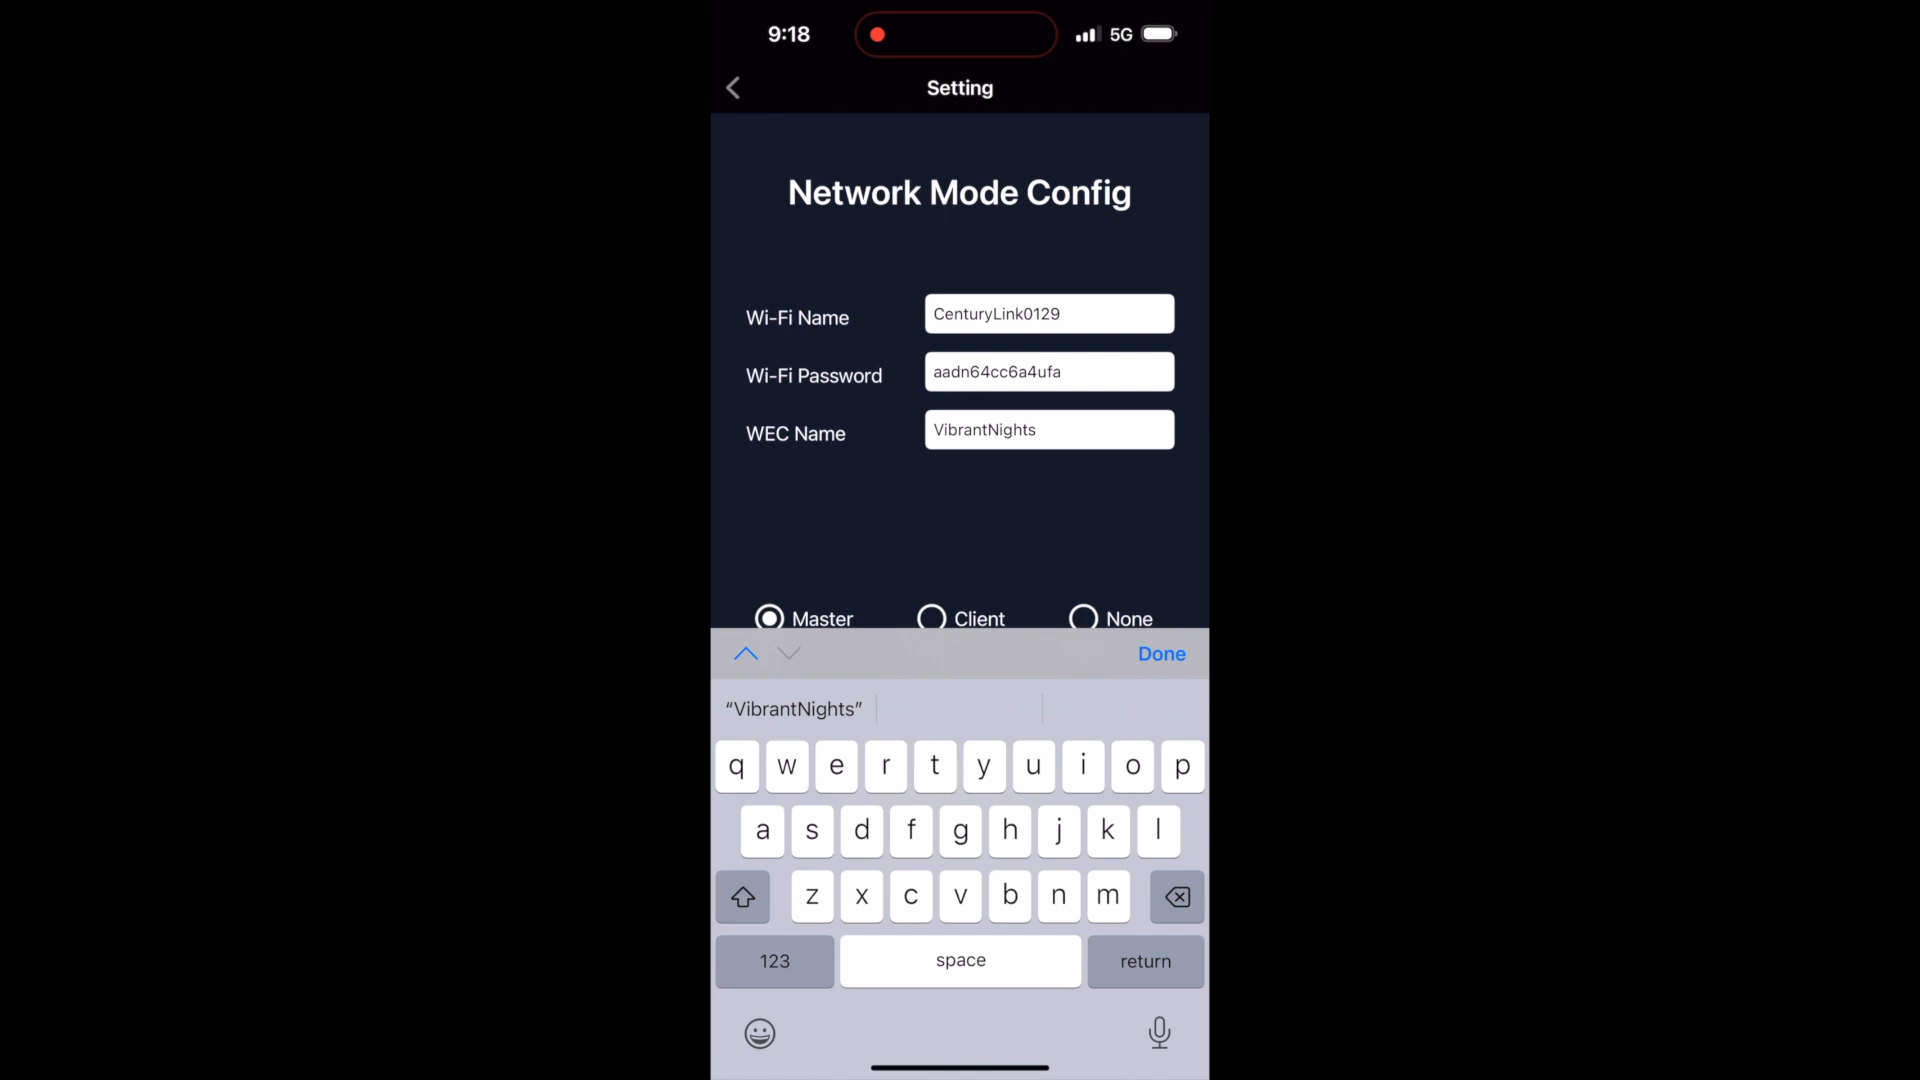 9:18
5G
Setting
Network Mode Config
Wi-Fi Name
CenturyLink0129
Wi-Fi Password
aadn64cc6a4ufa
WEC Name
VibrantNights
Master Client None
Done
“VibrantNights”
q w e r t y u i o p
a s d f g h j k l
z x c v b n m
123 space return